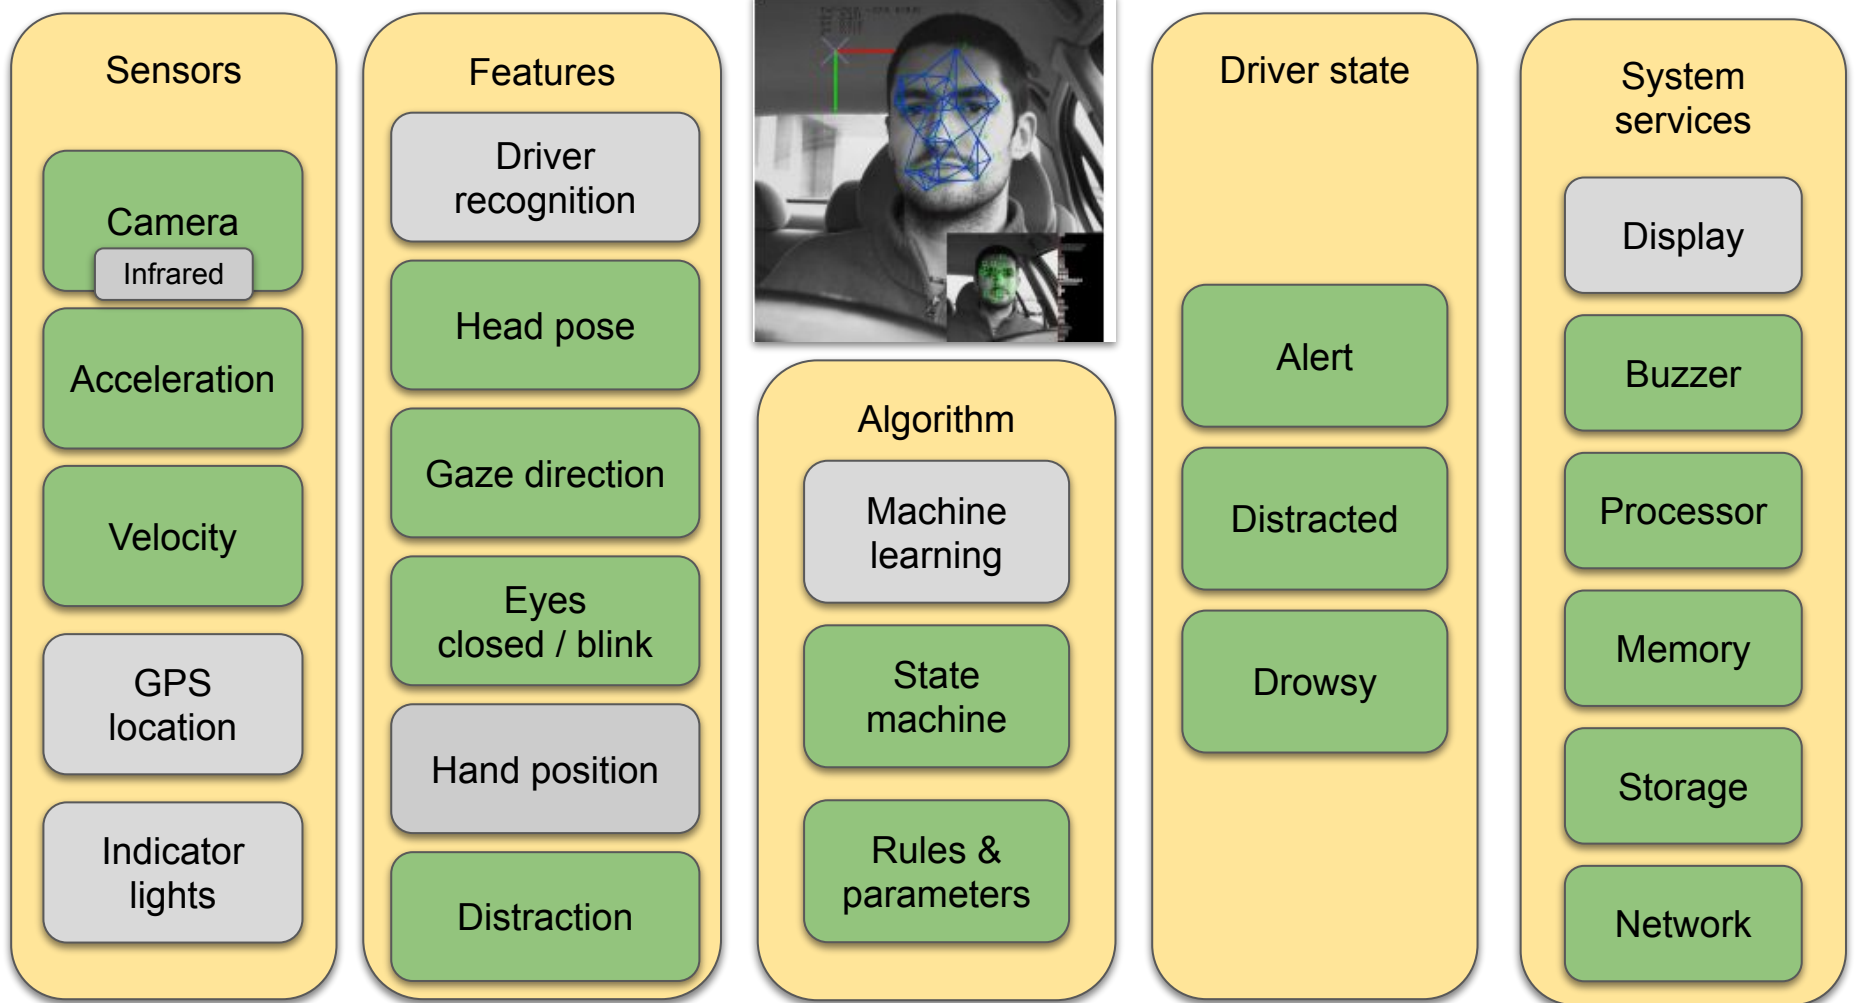 Sensors
Camera
Infrared
Acceleration
Velocity
GPS
location
Indicator
lights
Features
Driver
recognition
Head pose
Gaze direction
Eyes
closed / blink
Hand position
Distraction
Algorithm
Machine
learning
State
machine
Rules &
parameters
Driver state
Alert
Distracted
Drowsy
System
services
Display
Buzzer
Processor
Memory
Storage
Network